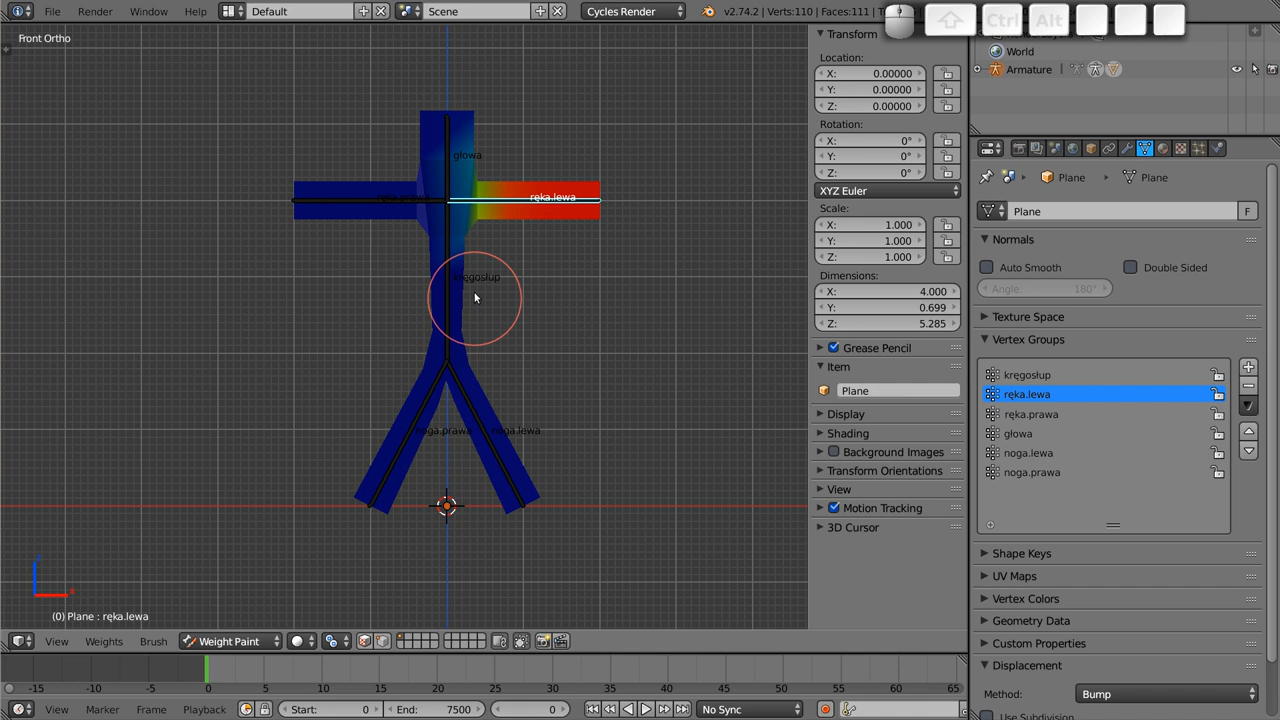 File Render Window Help Default Scene Cycles Render v2.74.2 | Verts:110 | Faces:111 | T
Ctrl Alt
Front Ortho
głowa
ręka.lewa
kręgosłup
noga.prawa noga.lewa
z
x
(0) Plane : ręka.lewa
View Weights Brush Weight Paint
Transform
Location:
X: 0.00000
Y: 0.00000
Z: 0.00000
Rotation:
X: 0°
Y: 0°
Z: 0°
XYZ Euler
Scale:
X: 1.000
Y: 1.000
Z: 1.000
Dimensions:
X: 4.000
Y: 0.699
Z: 5.285
Grease Pencil
Item
Plane
Display
Shading
Background Images
Transform Orientations
View
Motion Tracking
3D Cursor
World
Armature
Plane Plane
Plane F
Normals
Auto Smooth Double Sided
Angle: 180°
Texture Space
Vertex Groups
kręgosłup
ręka.lewa
ręka.prawa
głowa
noga.lewa
noga.prawa
Shape Keys
UV Maps
Vertex Colors
Geometry Data
Custom Properties
Displacement
Method: Bump
Use Subdivision
-15 -10 -5 0 5 10 15 20 25 30 35 40 45 50 55 60 65
View Marker Frame Playback Start: 0 End: 7500 0 No Sync